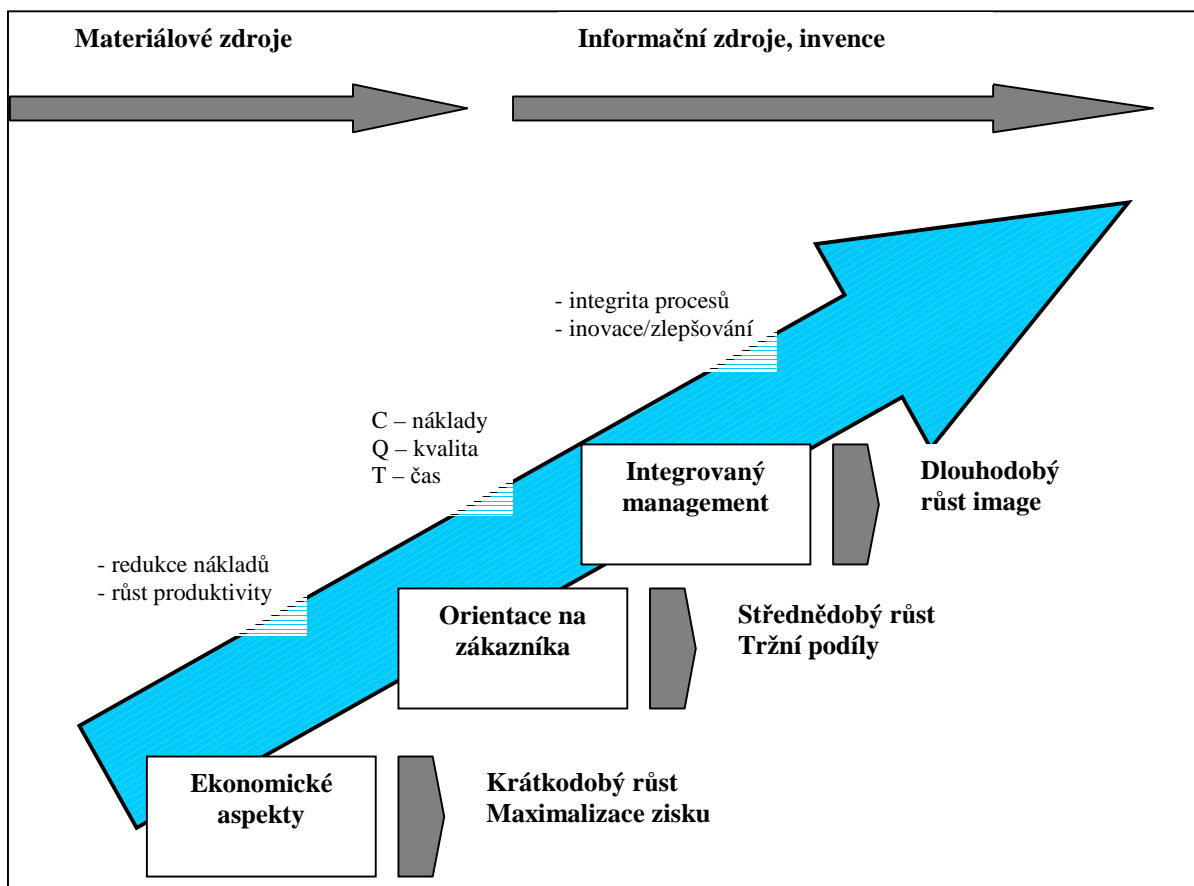 Materiálové zdroje
Informační zdroje, invence
- integrita procesů
- inovace/zlepšování
C – náklady
Q – kvalita
T – čas
Integrovaný
management
Dlouhodobý
růst image
- redukce nákladů
- růst produktivity
Orientace na
zákazníka
Střednědobý růst
Tržní podíly
Ekonomické
aspekty
Krátkodobý růst
Maximalizace zisku